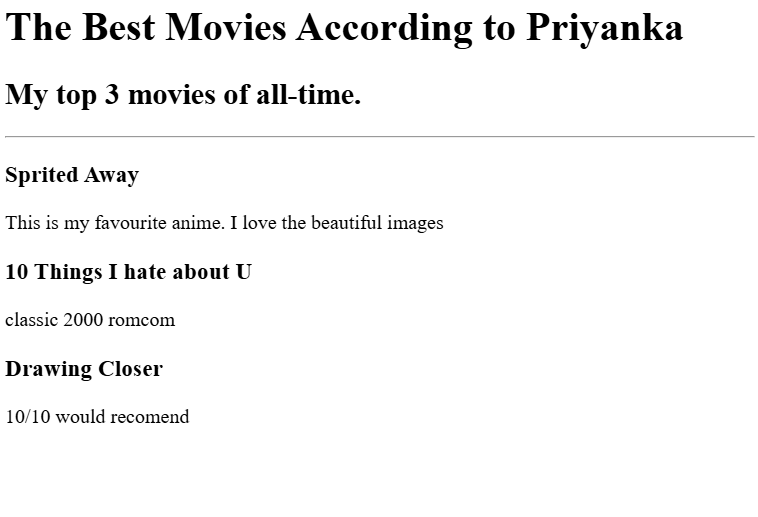 The Best Movies According to Priyanka
My top 3 movies of all-time.
Sprited Away
This is my favourite anime. I love the beautiful images
10 Things I hate about U
classic 2000 romcom
Drawing Closer
10/10 would recomend